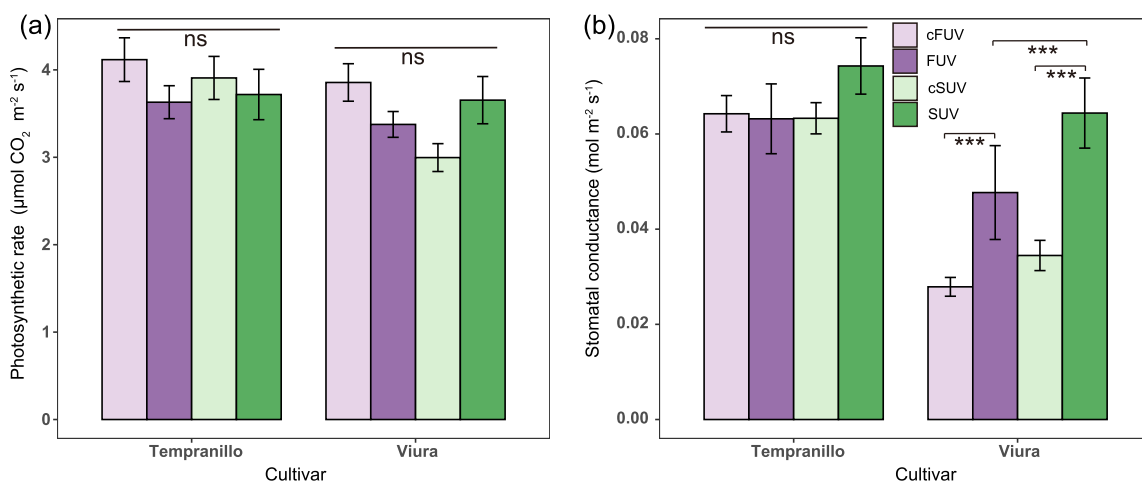 (a)
ns
ns
4
3
2
1
0
Photosynthetic rate (µmol CO₂ m⁻² s⁻¹)
Tempranillo
Viura
Cultivar
(b)
ns
cFUV
FUV
cSUV
SUV
***
***
***
0.08
0.06
0.04
0.02
0.00
Stomatal conductance (mol m⁻² s⁻¹)
Tempranillo
Viura
Cultivar